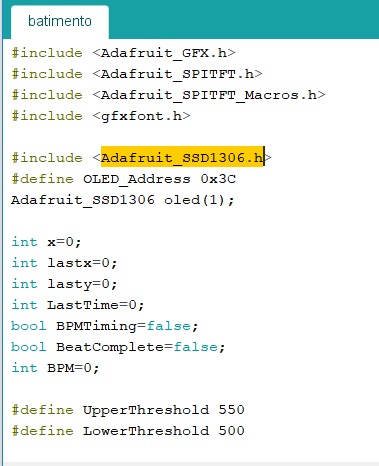 batimento
#include <Adafruit_GFX.h>
#include <Adafruit_SPITFT.h>
#include <Adafruit_SPITFT_Macros.h>
#include <gfxfont.h>
#include <Adafruit_SSD1306.h>
#define OLED_Address 0x3C
Adafruit_SSD1306 oled(1);
int x=0;
int lastx=0;
int lasty=0;
int LastTime=0;
bool BPMTiming=false;
bool BeatComplete=false;
int BPM=0;
#define UpperThreshold 550
#define LowerThreshold 500